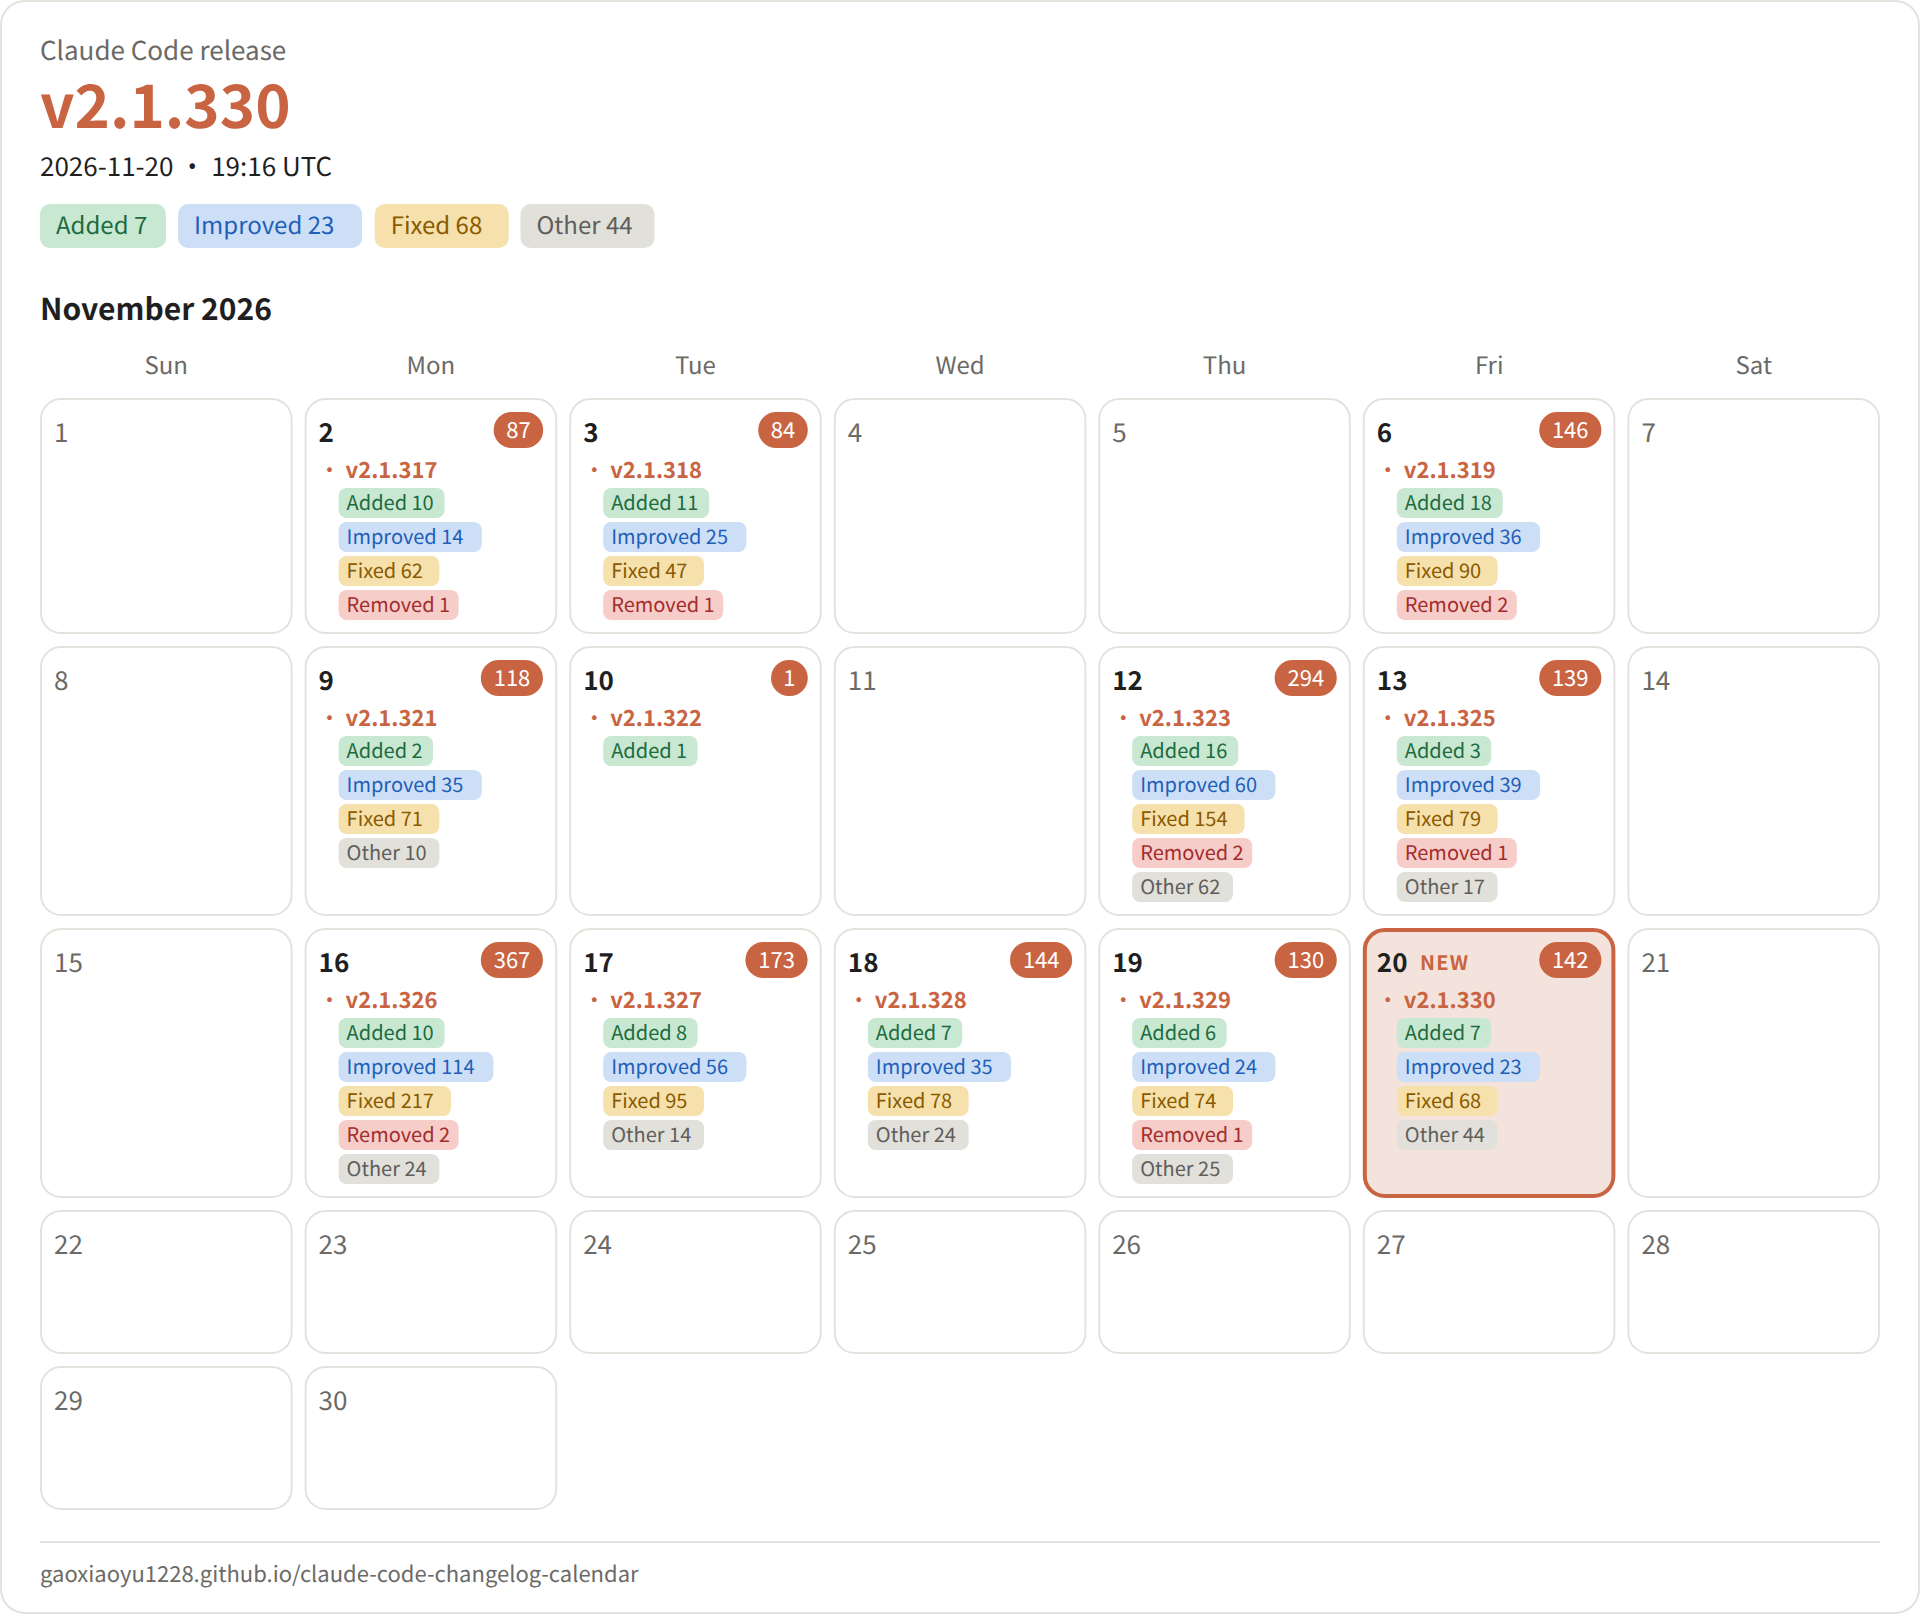 Claude Code release
v2.1.330
2026-11-20 • 19:16 UTC
Added 7 Improved 23 Fixed 68 Other 44
November 2026
Sun Mon Tue Wed Thu Fri Sat
1
2 87
• v2.1.317
Added 10
Improved 14
Fixed 62
Removed 1
3 84
• v2.1.318
Added 11
Improved 25
Fixed 47
Removed 1
4
5
6 146
• v2.1.319
Added 18
Improved 36
Fixed 90
Removed 2
7
8
9 118
• v2.1.321
Added 2
Improved 35
Fixed 71
Other 10
10 1
• v2.1.322
Added 1
11
12 294
• v2.1.323
Added 16
Improved 60
Fixed 154
Removed 2
Other 62
13 139
• v2.1.325
Added 3
Improved 39
Fixed 79
Removed 1
Other 17
14
15
16 367
• v2.1.326
Added 10
Improved 114
Fixed 217
Removed 2
Other 24
17 173
• v2.1.327
Added 8
Improved 56
Fixed 95
Other 14
18 144
• v2.1.328
Added 7
Improved 35
Fixed 78
Other 24
19 130
• v2.1.329
Added 6
Improved 24
Fixed 74
Removed 1
Other 25
20 NEW 142
• v2.1.330
Added 7
Improved 23
Fixed 68
Other 44
21
22
23
24
25
26
27
28
29
30
gaoxiaoyu1228.github.io/claude-code-changelog-calendar